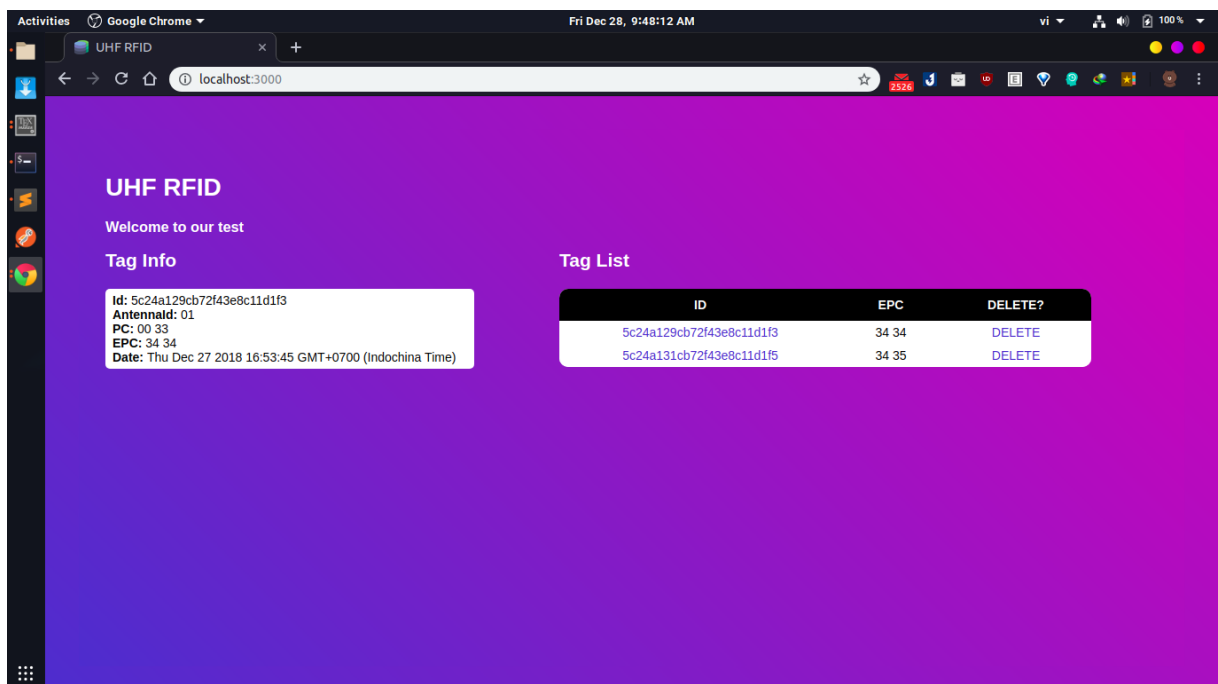 Activities Google Chrome Fri Dec 28, 9:48:12 AM vi 100 %
UHF RFID
localhost:3000
2526
UHF RFID
Welcome to our test
Tag Info
Id: 5c24a129cb72f43e8c11d1f3
AntennaId: 01
PC: 00 33
EPC: 34 34
Date: Thu Dec 27 2018 16:53:45 GMT+0700 (Indochina Time)
Tag List
ID EPC DELETE?
5c24a129cb72f43e8c11d1f3 34 34 DELETE
5c24a131cb72f43e8c11d1f5 34 35 DELETE